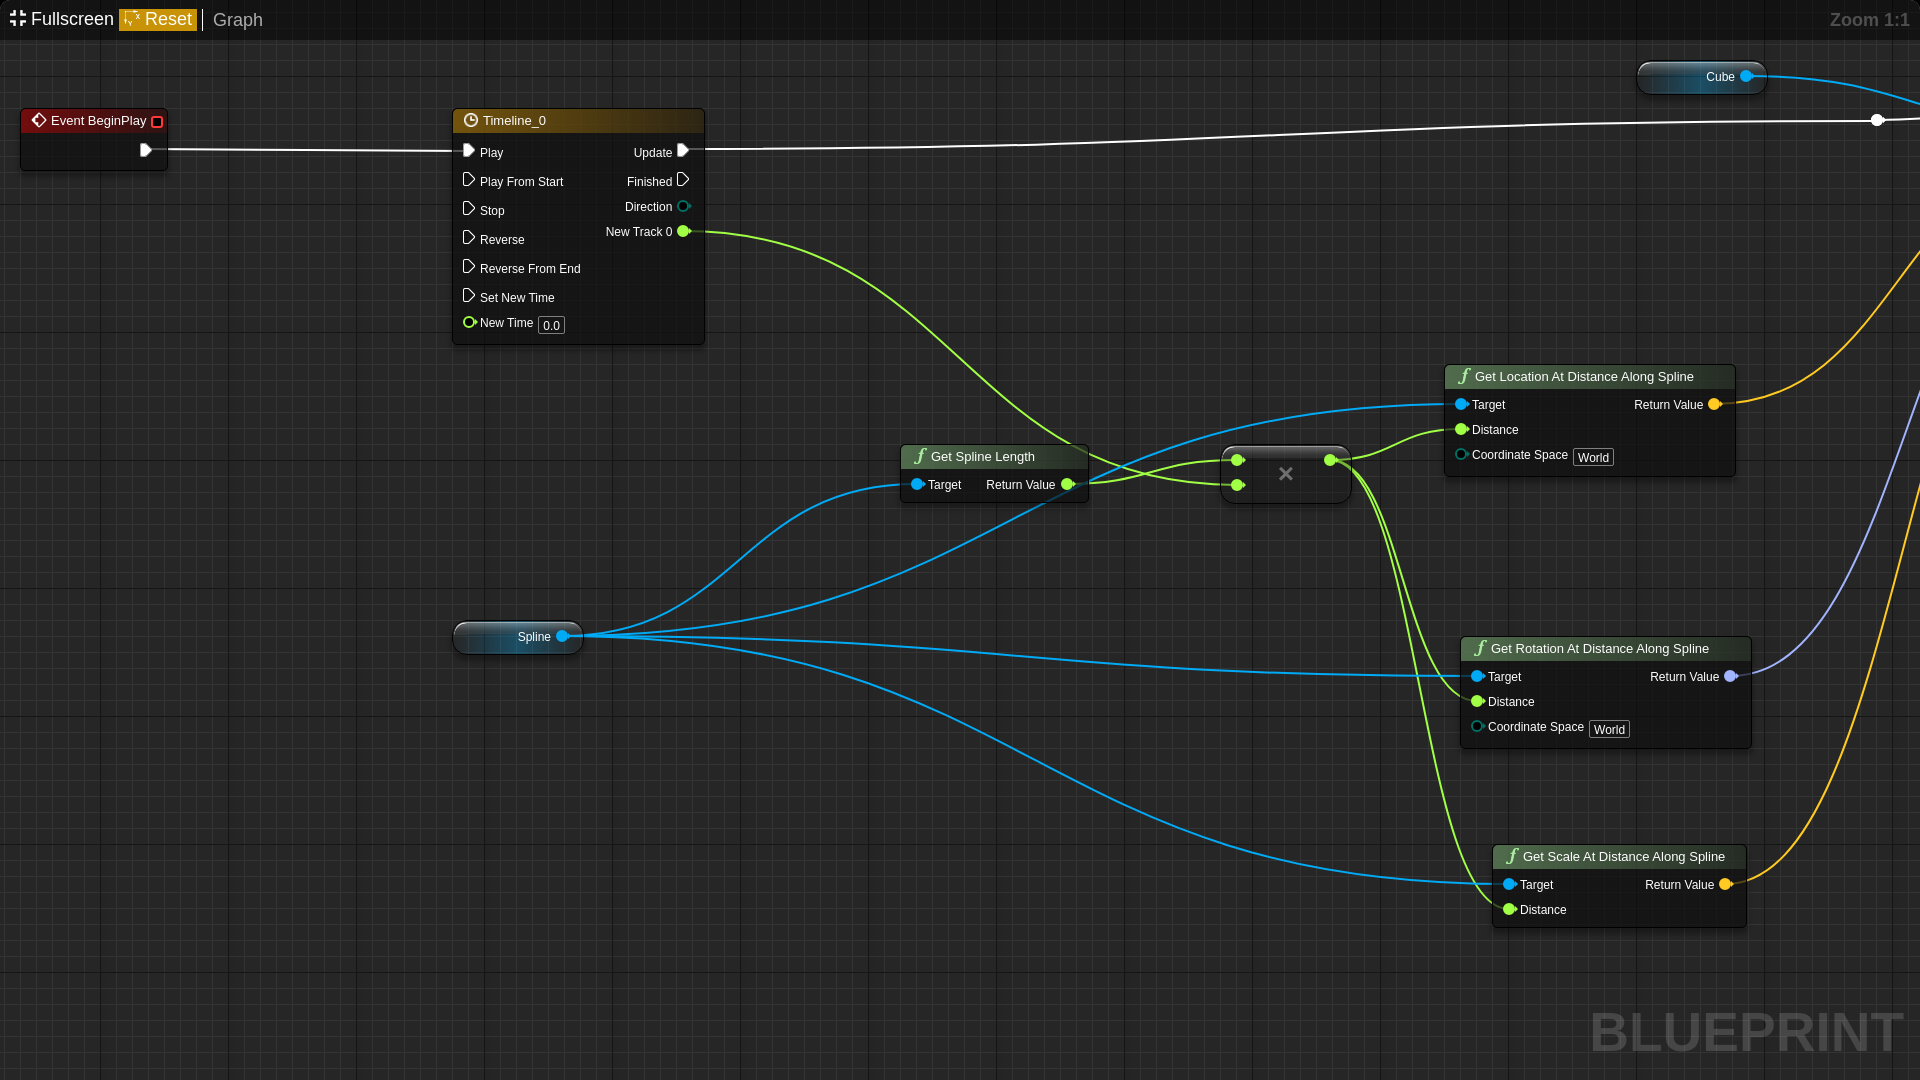 Fullscreen Reset Graph
Zoom 1:1
Cube
Event BeginPlay
Timeline_0
Play
Update
Play From Start
Finished
Stop
Direction
Reverse
New Track 0
Reverse From End
Set New Time
New Time 0.0
Get Location At Distance Along Spline
Target
Return Value
Distance
Coordinate Space World
Get Spline Length
Target
Return Value
Spline
Get Rotation At Distance Along Spline
Target
Return Value
Distance
Coordinate Space World
Get Scale At Distance Along Spline
Target
Return Value
Distance
BLUEPRINT